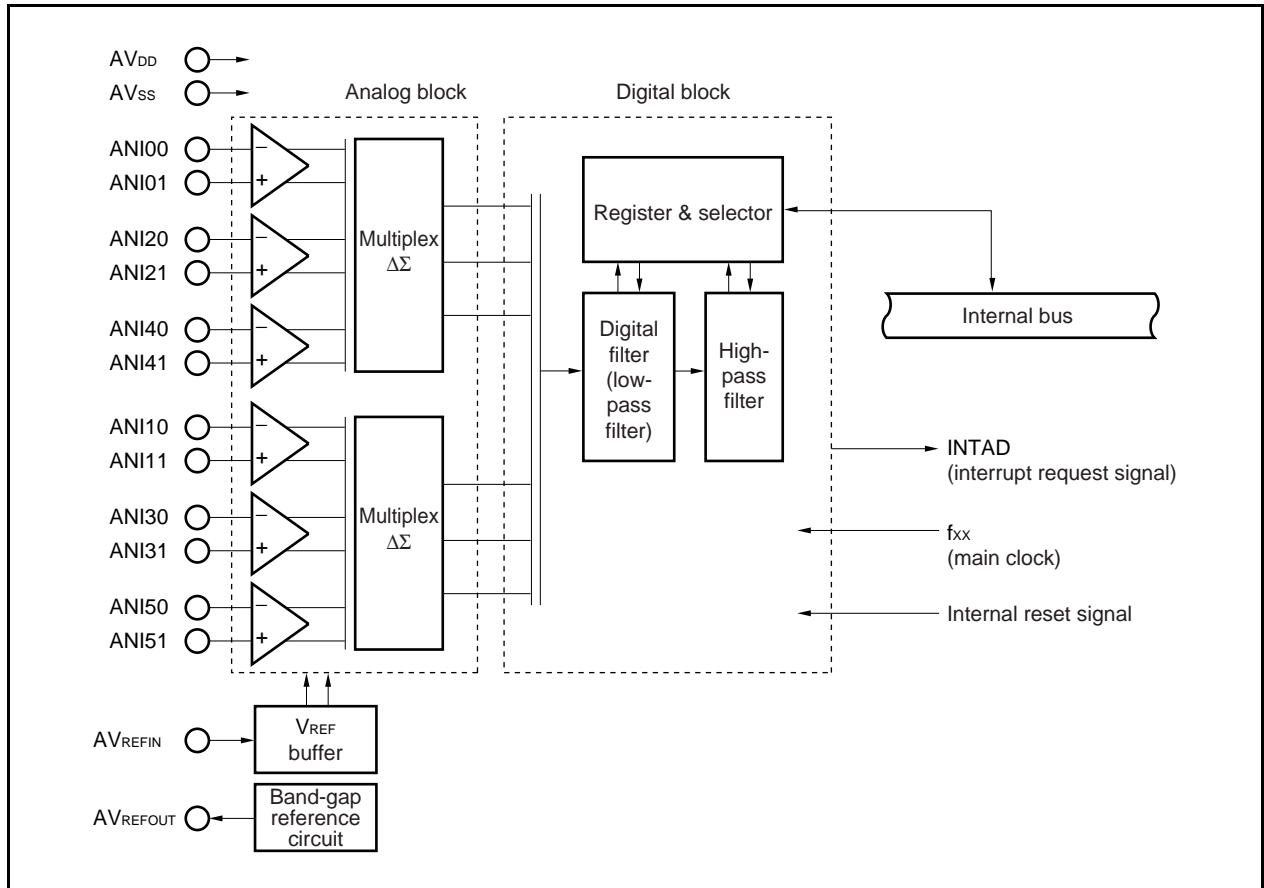 AVDD
AVSS
Analog block
Digital block
ANI00
ANI01
ANI20
ANI21
ANI40
ANI41
ANI10
ANI11
ANI30
ANI31
ANI50
ANI51
−
+
−
+
−
+
−
+
−
+
−
+
Multiplex
ΔΣ
Multiplex
ΔΣ
Register & selector
Digital
filter
(low-
pass
filter)
High-
pass
filter
Internal bus
INTAD
(interrupt request signal)
fXX
(main clock)
Internal reset signal
AVREFIN
VREF
buffer
AVREFOUT
Band-gap
reference
circuit